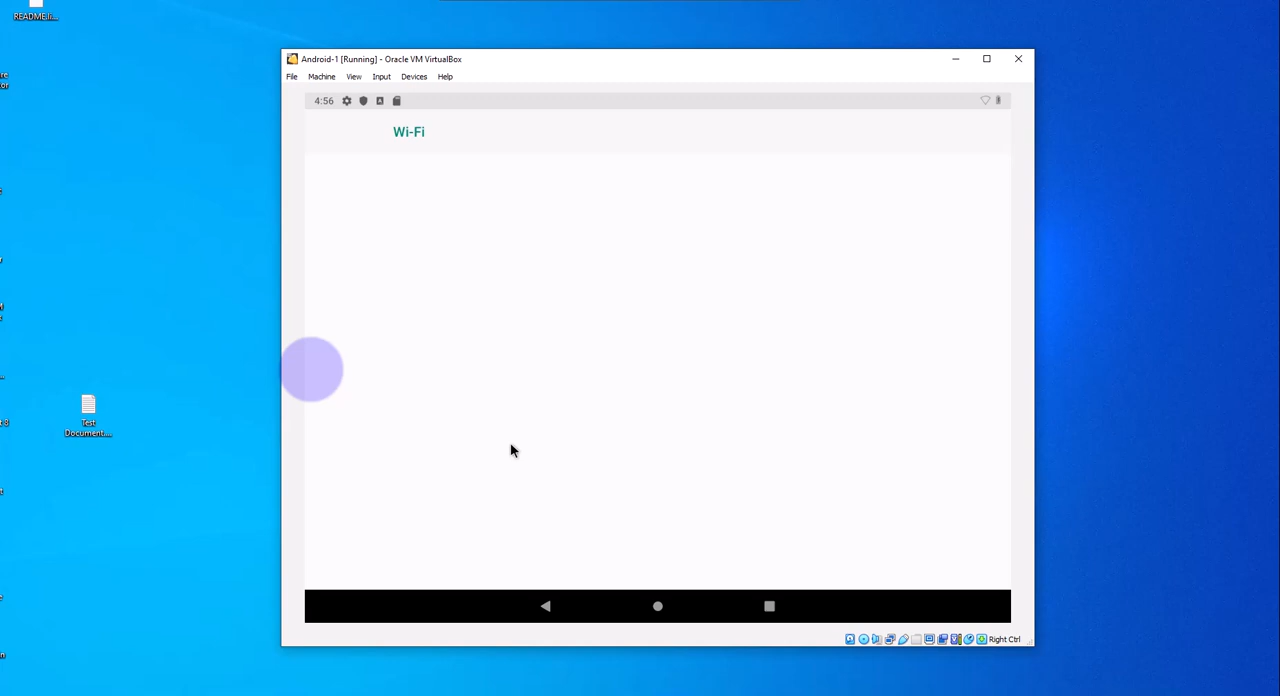 README.li...
Android-1 [Running] - Oracle VM VirtualBox
File Machine View Input Devices Help
4:56
Wi-Fi
Test
Document....
Right Ctrl